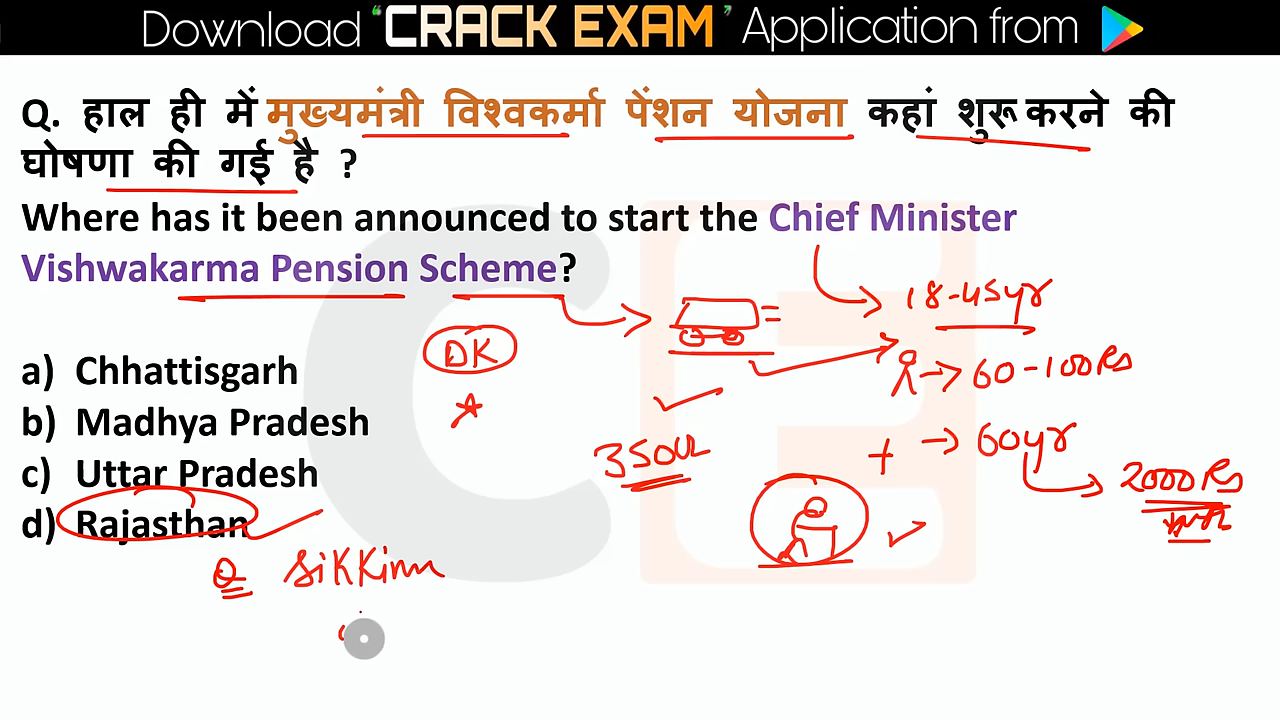 Download "CRACK EXAM" Application from
Q. हाल ही में मुख्यमंत्री विश्वकर्मा पेंशन योजना कहां शुरू करने की
घोषणा की गई है ?
Where has it been announced to start the Chief Minister
Vishwakarma Pension Scheme?
18-45yr
DK
60-100Rs
350
60yr
2000Rs
a) Chhattisgarh
b) Madhya Pradesh
c) Uttar Pradesh
d) Rajasthan
Q Sikkim